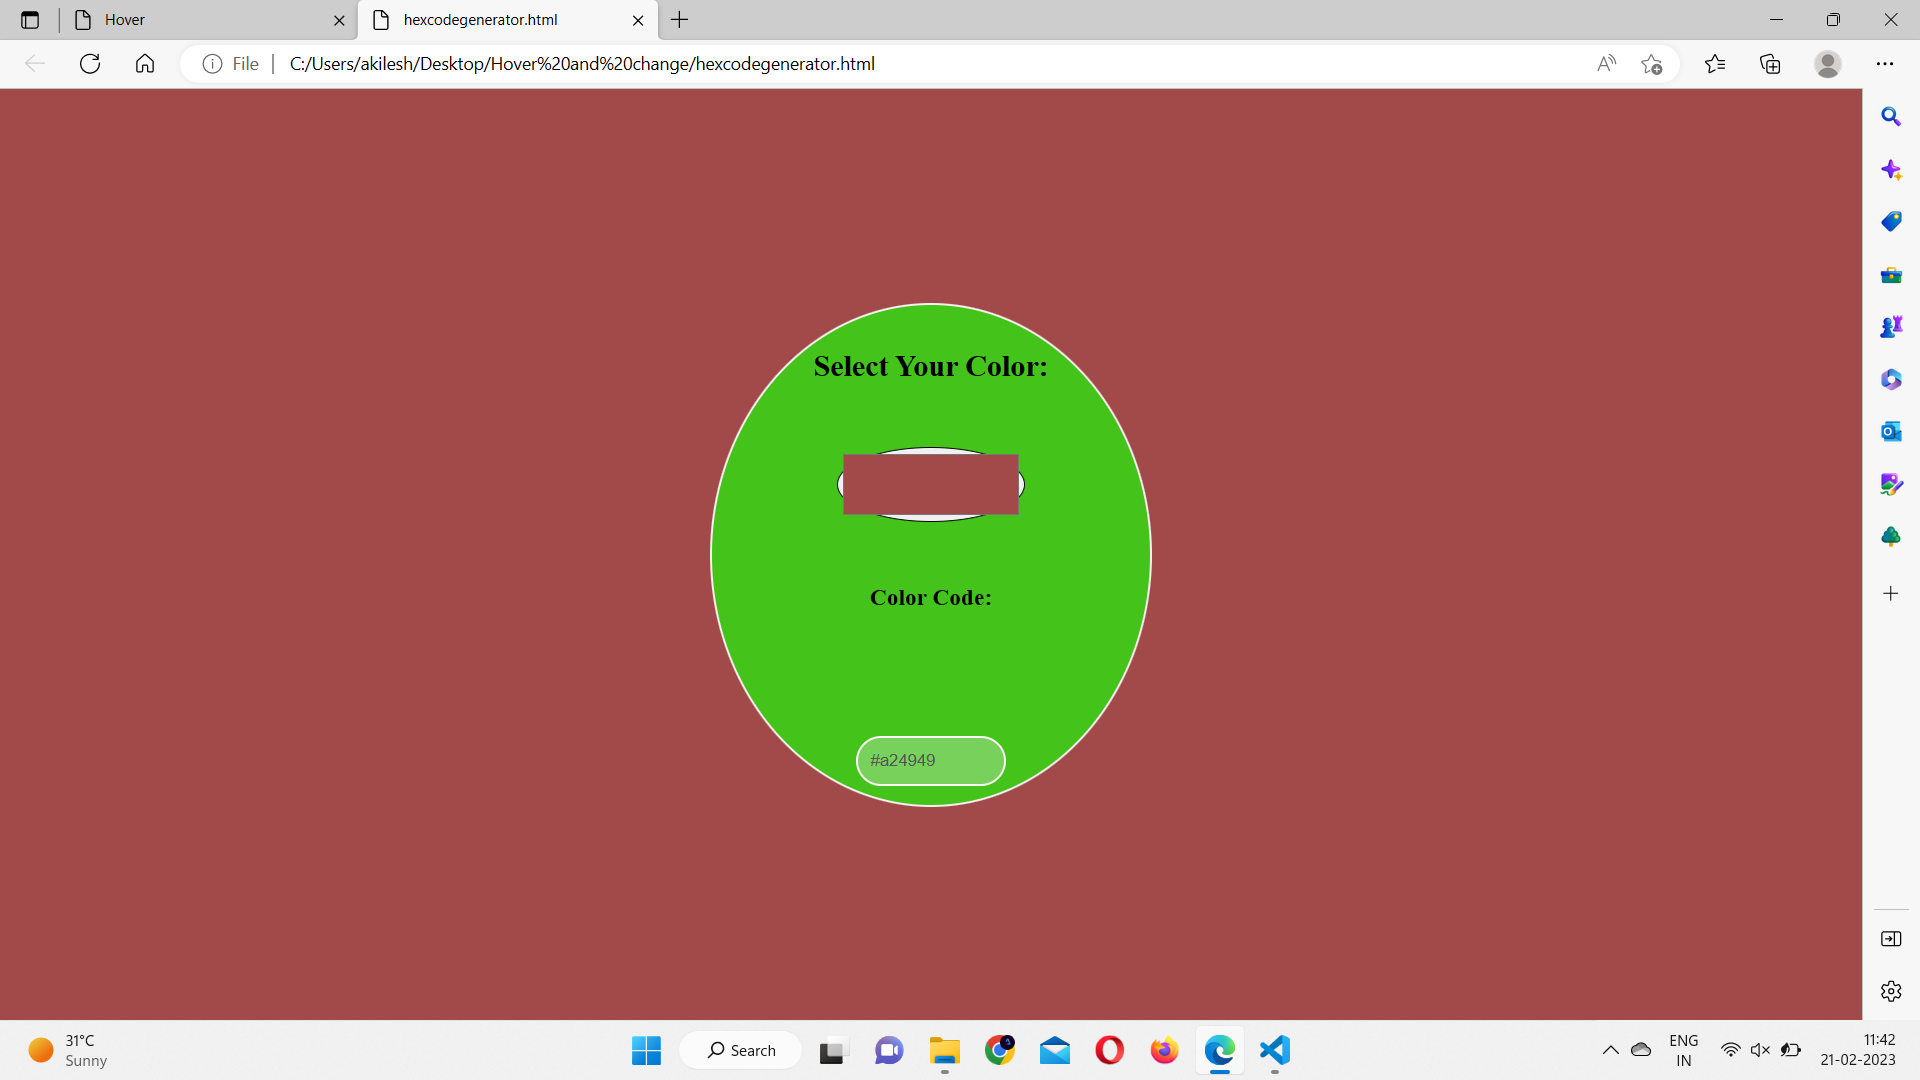 Hover
hexcodegenerator.html
File
C:/Users/akilesh/Desktop/Hover%20and%20change/hexcodegenerator.html
Select Your Color:
Color Code:
#a24949
31°C
Sunny
Search
ENG
IN
11:42
21-02-2023